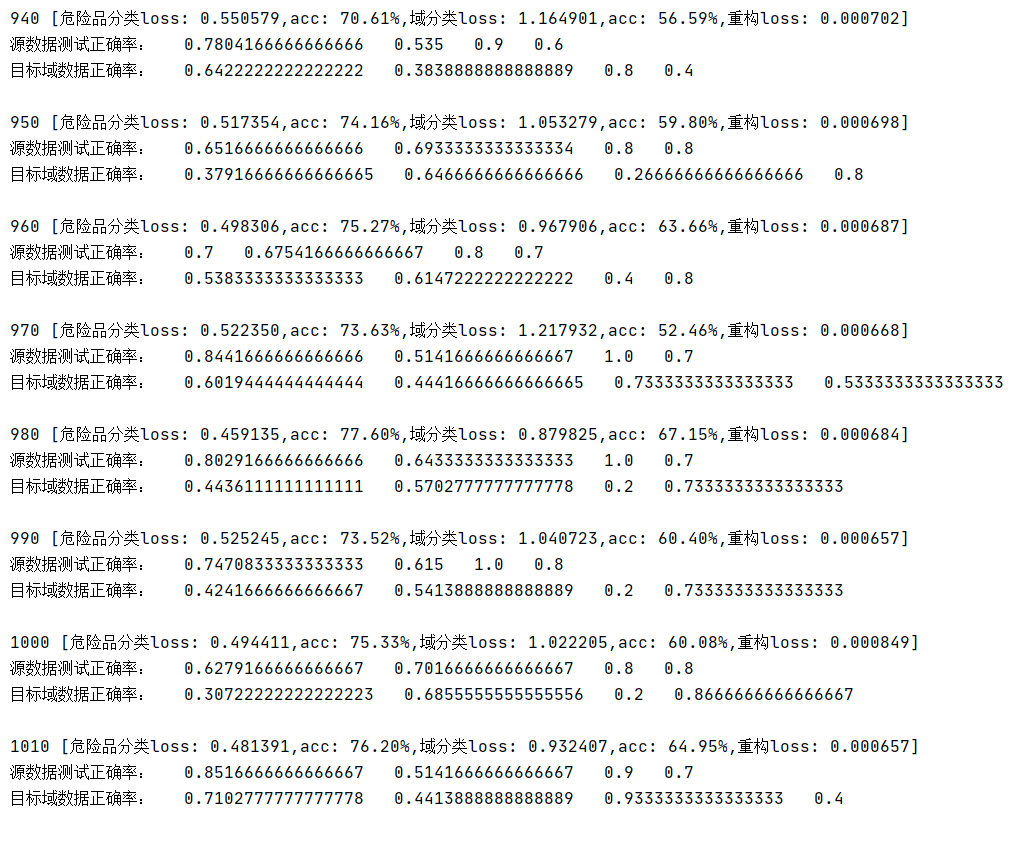 940 [危险品分类loss: 0.550579,acc: 70.61%,域分类loss: 1.164901,acc: 56.59%,重构loss: 0.000702]
源数据测试正确率:   0.7804166666666666   0.535   0.9   0.6
目标域数据正确率:   0.6422222222222222   0.3838888888888889   0.8   0.4
950 [危险品分类loss: 0.517354,acc: 74.16%,域分类loss: 1.053279,acc: 59.80%,重构loss: 0.000698]
源数据测试正确率:   0.6516666666666666   0.6933333333333334   0.8   0.8
目标域数据正确率:   0.37916666666666665   0.6466666666666666   0.26666666666666666   0.8
960 [危险品分类loss: 0.498306,acc: 75.27%,域分类loss: 0.967906,acc: 63.66%,重构loss: 0.000687]
源数据测试正确率:   0.7   0.6754166666666667   0.8   0.7
目标域数据正确率:   0.5383333333333333   0.6147222222222222   0.4   0.8
970 [危险品分类loss: 0.522350,acc: 73.63%,域分类loss: 1.217932,acc: 52.46%,重构loss: 0.000668]
源数据测试正确率:   0.8441666666666666   0.5141666666666667   1.0   0.7
目标域数据正确率:   0.6019444444444444   0.44416666666666665   0.7333333333333333   0.5333333333333333
980 [危险品分类loss: 0.459135,acc: 77.60%,域分类loss: 0.879825,acc: 67.15%,重构loss: 0.000684]
源数据测试正确率:   0.8029166666666666   0.6433333333333333   1.0   0.7
目标域数据正确率:   0.4436111111111111   0.5702777777777778   0.2   0.7333333333333333
990 [危险品分类loss: 0.525245,acc: 73.52%,域分类loss: 1.040723,acc: 60.40%,重构loss: 0.000657]
源数据测试正确率:   0.7470833333333333   0.615   1.0   0.8
目标域数据正确率:   0.4241666666666667   0.5413888888888889   0.2   0.7333333333333333
1000 [危险品分类loss: 0.494411,acc: 75.33%,域分类loss: 1.022205,acc: 60.08%,重构loss: 0.000849]
源数据测试正确率:   0.6279166666666667   0.7016666666666667   0.8   0.8
目标域数据正确率:   0.30722222222222223   0.6855555555555556   0.2   0.8666666666666667
1010 [危险品分类loss: 0.481391,acc: 76.20%,域分类loss: 0.932407,acc: 64.95%,重构loss: 0.000657]
源数据测试正确率:   0.8516666666666667   0.5141666666666667   0.9   0.7
目标域数据正确率:   0.7102777777777778   0.4413888888888889   0.9333333333333333   0.4